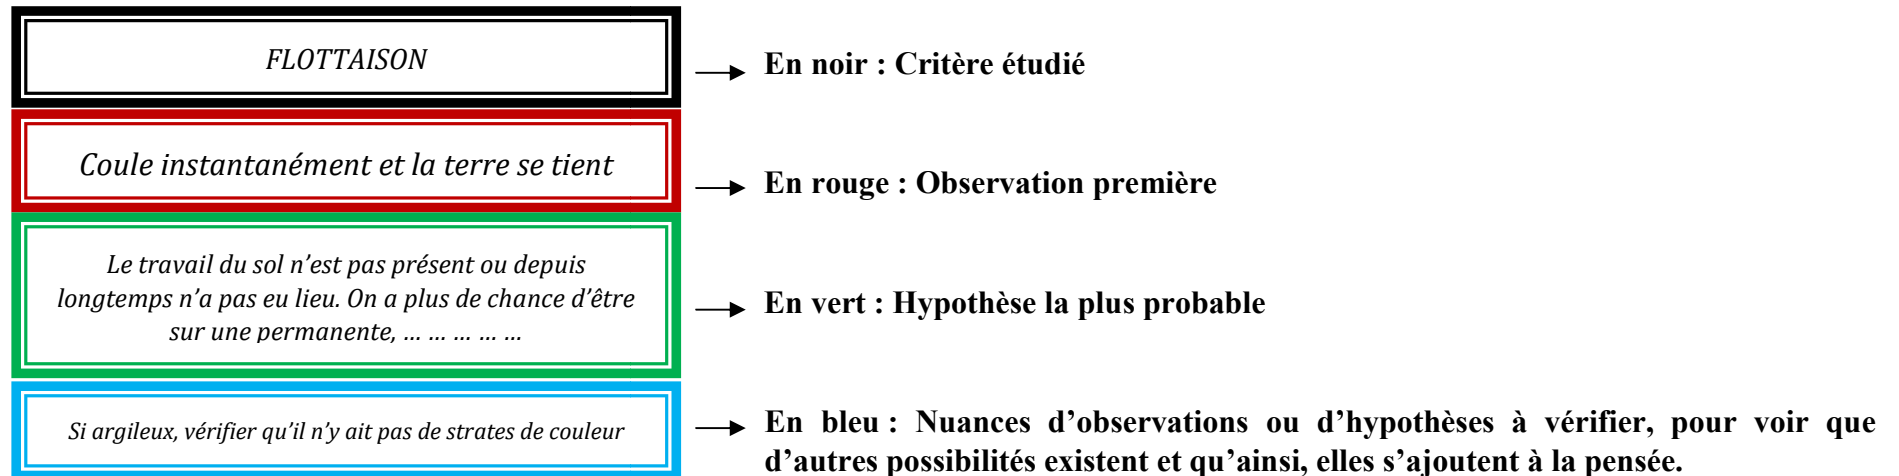 FLOTTAISON
En noir : Critère étudié
Coule instantanément et la terre se tient
En rouge : Observation première
Le travail du sol n’est pas présent ou depuis
longtemps n’a pas eu lieu. On a plus de chance d’être
sur une permanente, … … … … …
En vert : Hypothèse la plus probable
Si argileux, vérifier qu’il n’y ait pas de strates de couleur
En bleu : Nuances d’observations ou d’hypothèses à vérifier, pour voir que
d’autres possibilités existent et qu’ainsi, elles s’ajoutent à la pensée.